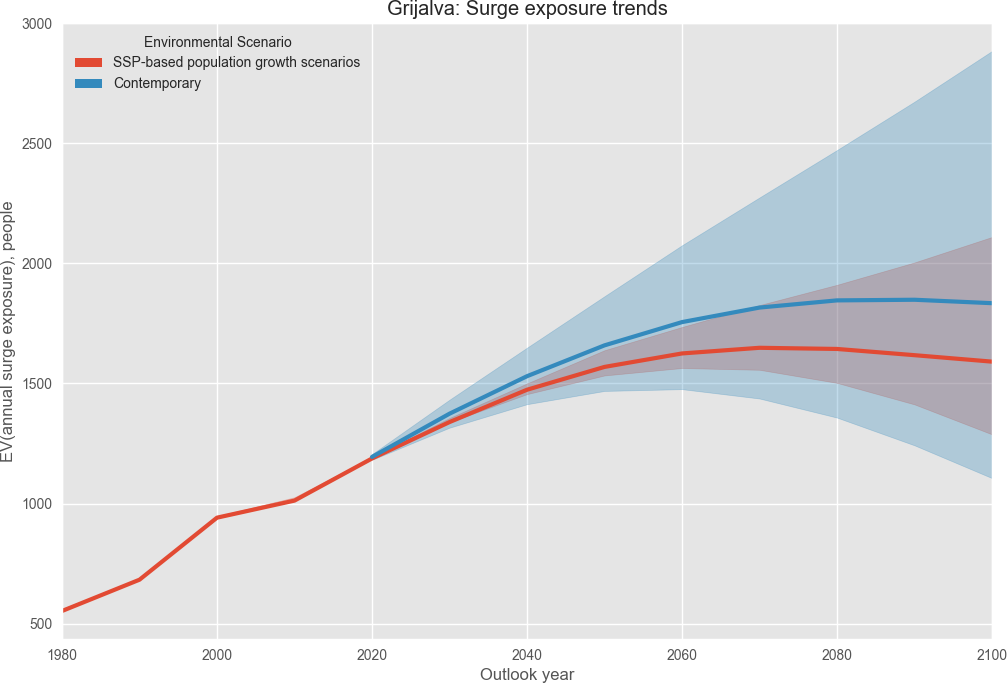 Grijalva: Surge exposure trends
Environmental Scenario
SSP-based population growth scenarios
Contemporary
EV(annual surge exposure), people
3000
2500
2000
1500
1000
500
1980
2000
2020
2040
2060
2080
2100
Outlook year